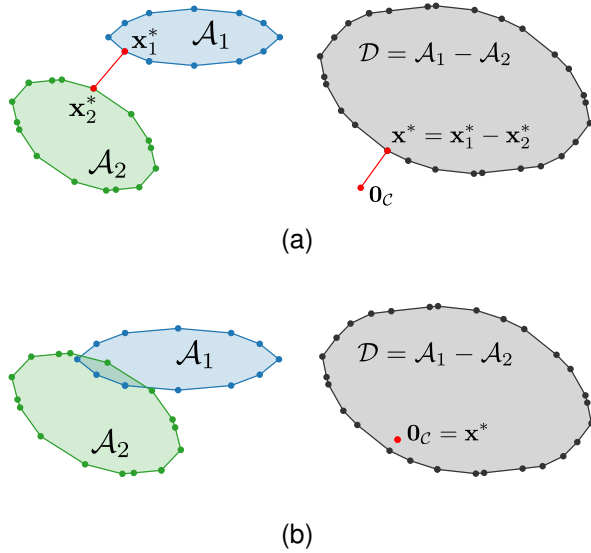 𝒜₁
x₁*
x₂*
𝒜₂
𝒟 = 𝒜₁ − 𝒜₂
x* = x₁* − x₂*
0_𝒞
(a)
𝒜₁
𝒜₂
𝒟 = 𝒜₁ − 𝒜₂
0_𝒞 = x*
(b)